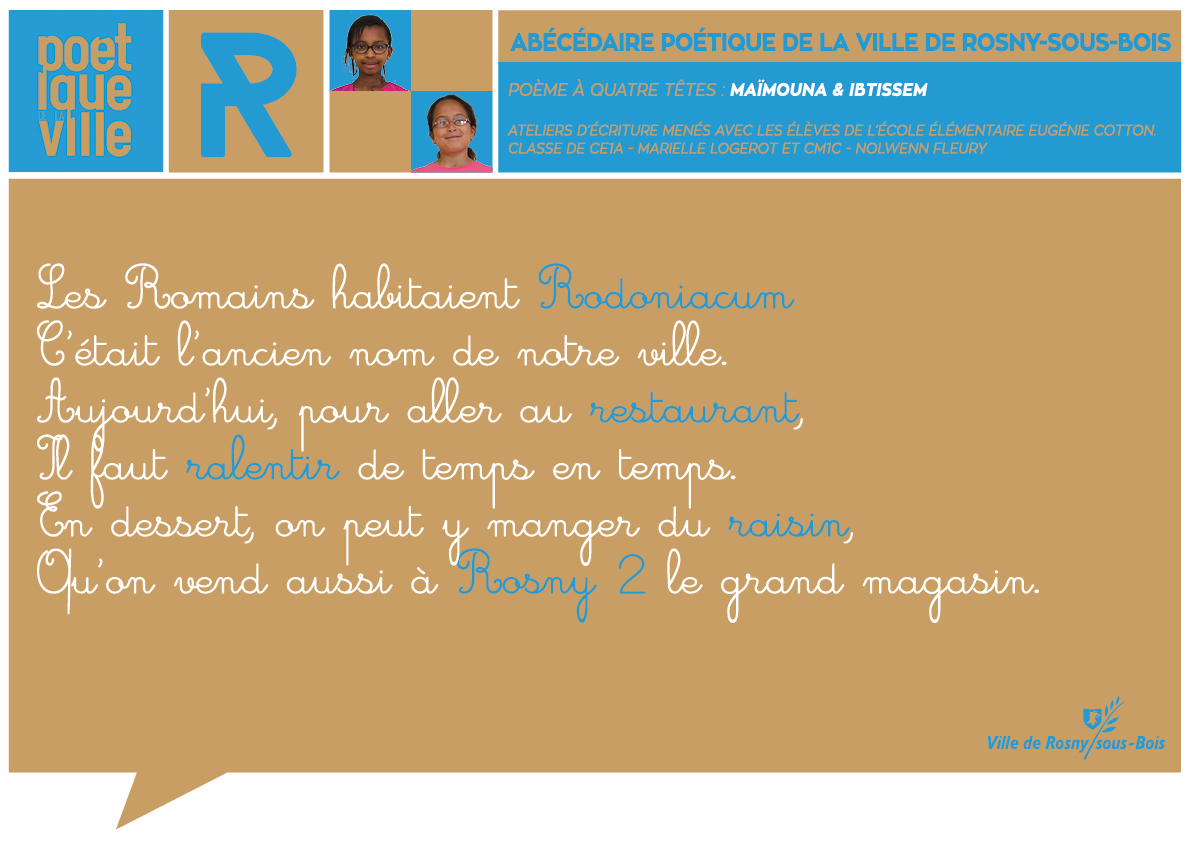 poet
ique
DE LA
ville
R
ABÉCÉDAIRE POÉTIQUE DE LA VILLE DE ROSNY-SOUS-BOIS
POÈME À QUATRE TÊTES : MAÏMOUNA & IBTISSEM
ATELIERS D'ÉCRITURE MENÉS AVEC LES ÉLÈVES DE L'ÉCOLE ÉLÉMENTAIRE EUGÉNIE COTTON.
CLASSE DE CE1A - MARIELLE LOGEROT ET CM1C - NOLWENN FLEURY
Les Romains habitaient Rodoniacum
C'était l'ancien nom de notre ville.
Aujourd'hui, pour aller au restaurant,
Il faut ralentir de temps en temps.
En dessert, on peut y manger du raisin,
Qu'on vend aussi à Rosny 2 le grand magasin.
Ville de Rosny/sous-Bois